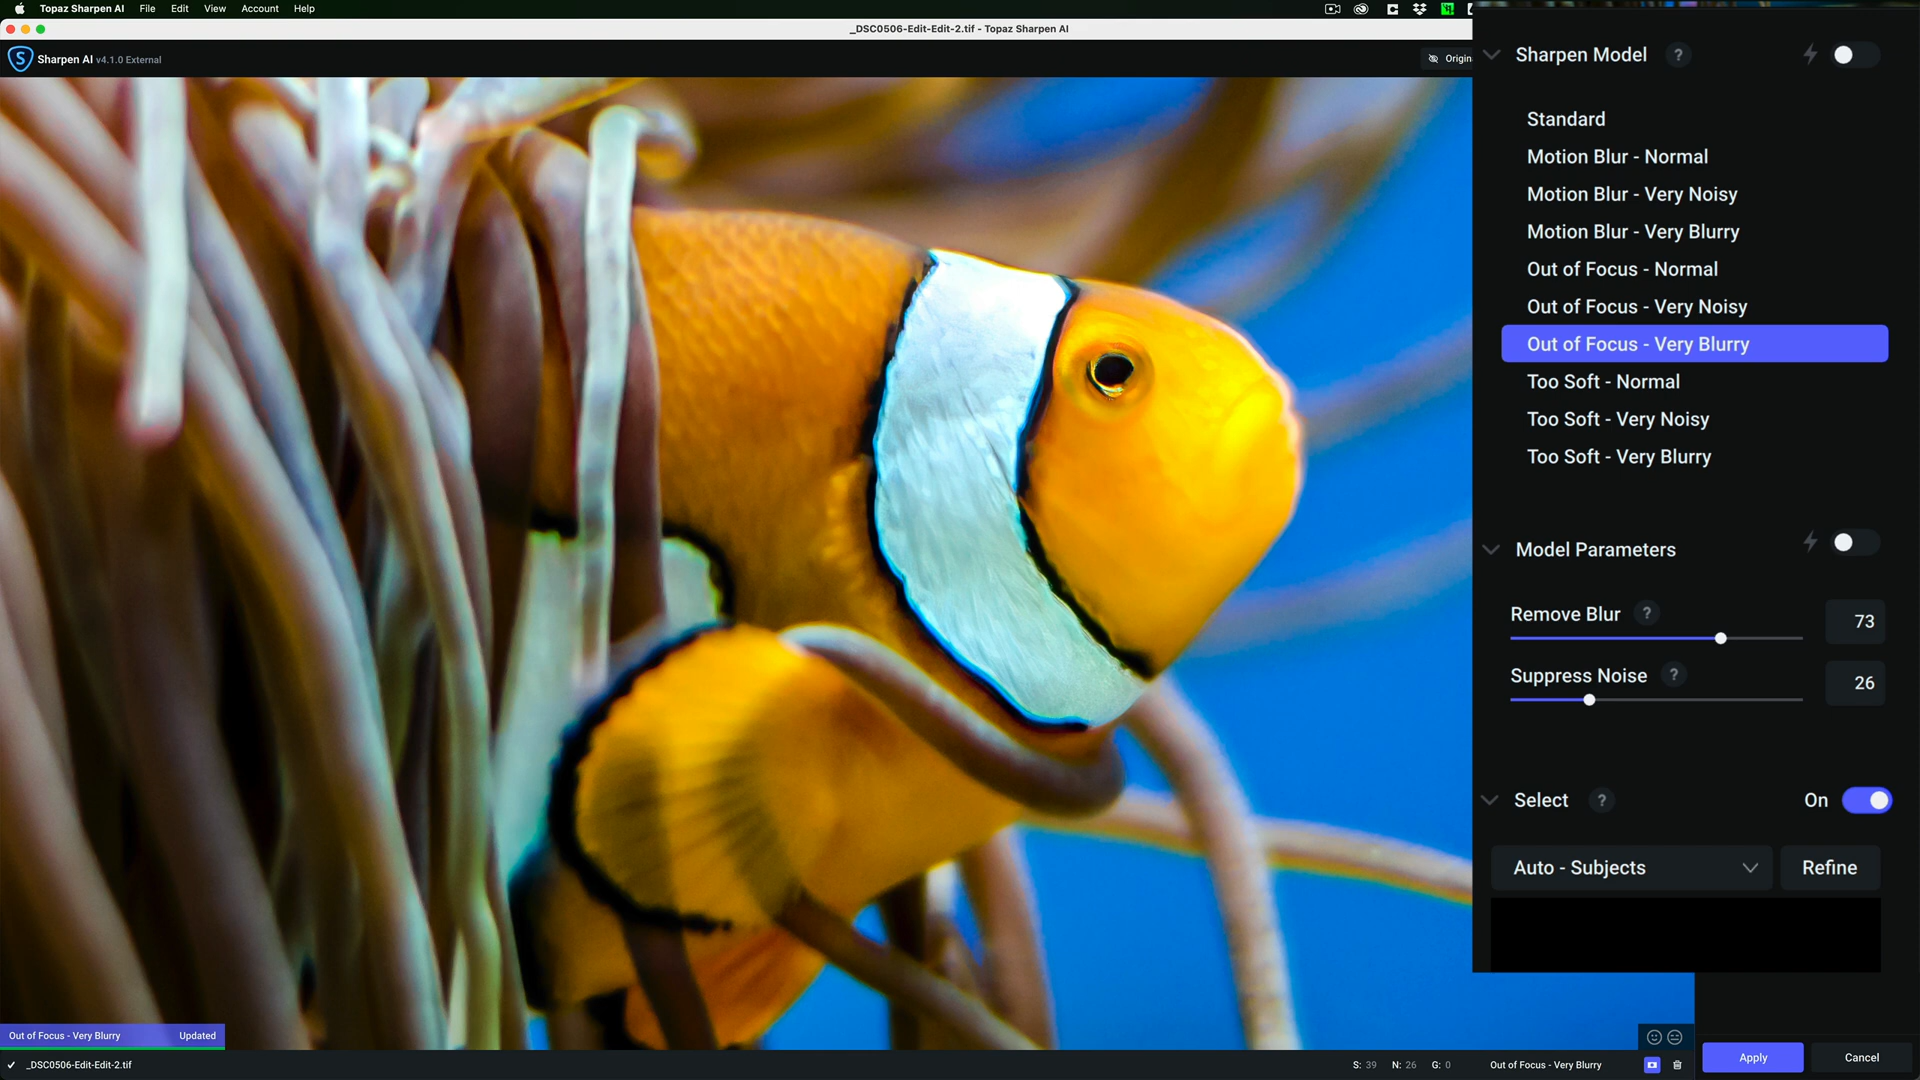 Topaz Sharpen AI File Edit View Account Help
_DSC0506-Edit-Edit-2.tif - Topaz Sharpen AI
Sharpen AI v4.1.0 External
Origin
Sharpen Model ?
Standard
Motion Blur - Normal
Motion Blur - Very Noisy
Motion Blur - Very Blurry
Out of Focus - Normal
Out of Focus - Very Noisy
Out of Focus - Very Blurry
Too Soft - Normal
Too Soft - Very Noisy
Too Soft - Very Blurry
Model Parameters
Remove Blur ? 73
Suppress Noise ? 26
Select ? On
Auto - Subjects Refine
Out of Focus - Very Blurry Updated
_DSC0506-Edit-Edit-2.tif
S: 39 N: 26 G: 0 Out of Focus - Very Blurry
Apply Cancel